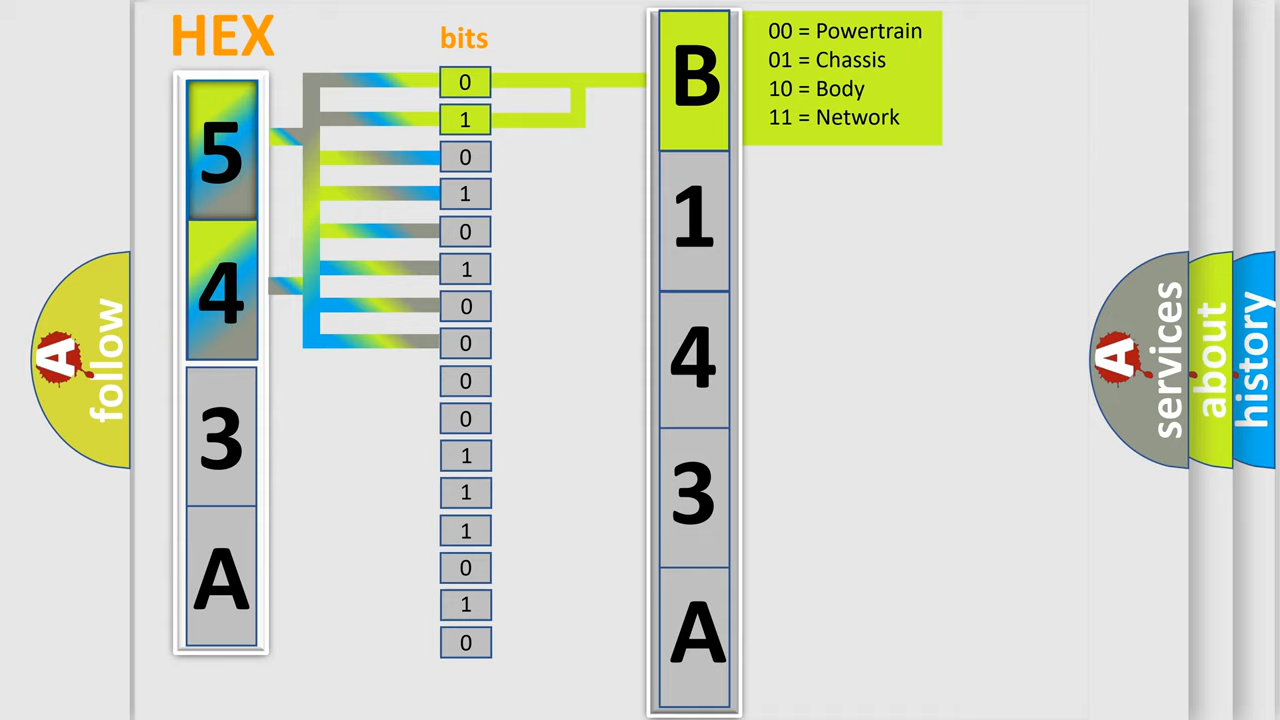 HEX
5
4
3
A
bits
0
1
0
1
0
1
0
0
0
0
1
1
1
0
1
0
B
1
4
3
A
00 = Powertrain
01 = Chassis
10 = Body
11 = Network
A
follow
A
services
about
history